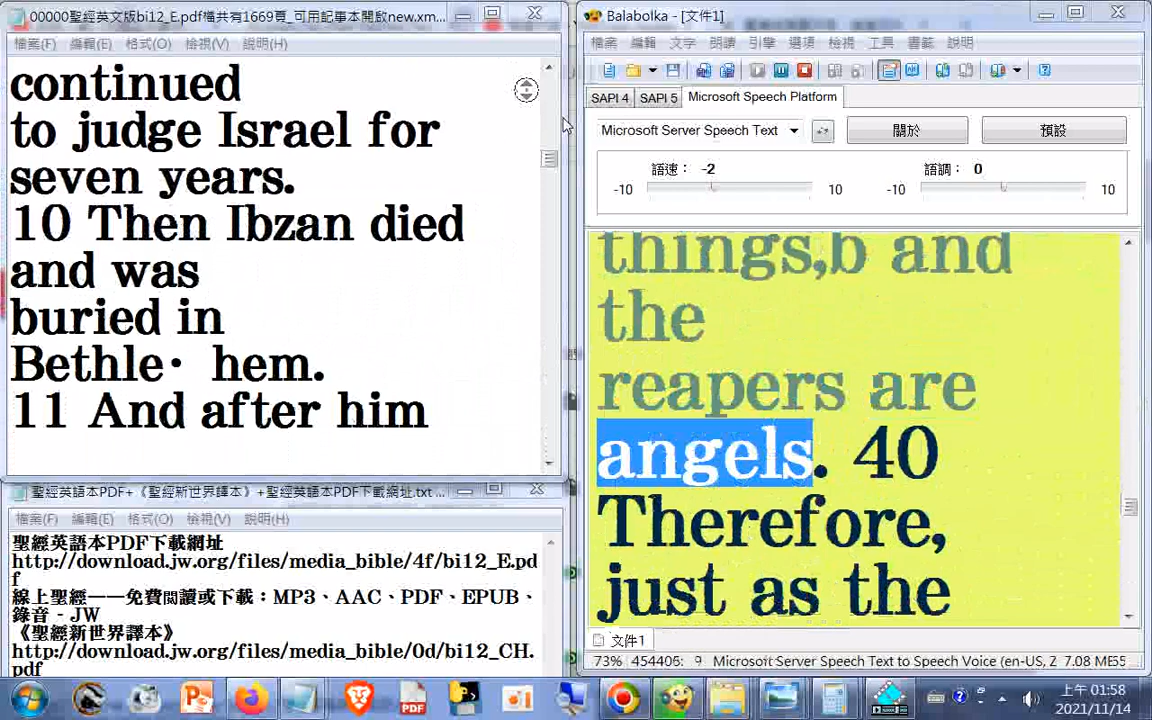 00000聖經英文版bi12_E.pdf檔共有1669頁_可用記事本開啟new.xm...
檔案(F) 編輯(E) 格式(O) 檢視(V) 說明(H)
continued
to judge Israel for
seven years.
10 Then Ibzan died
and was
buried in
Bethle· hem.
11 And after him
聖經英語本PDF+《聖經新世界譯本》+聖經英語本PDF下載網址.txt ...
檔案(F) 編輯(E) 格式(O) 檢視(V) 說明(H)
聖經英語本PDF下載網址
http://download.jw.org/files/media_bible/4f/bi12_E.pd
f
線上聖經——免費閱讀或下載：MP3、AAC、PDF、EPUB、
錄音 - JW
《聖經新世界譯本》
http://download.jw.org/files/media_bible/0d/bi12_CH.
pdf
Balabolka - [文件1]
檔案 編輯 文字 朗讀 引擎 選項 檢視 工具 書籤 說明
SAPI 4 SAPI 5 Microsoft Speech Platform
Microsoft Server Speech Text 關於 預設
語速： -2 語調： 0
-10 10 -10 10
things,b and
the
reapers are
angels. 40
Therefore,
just as the
文件1
73% 454405: 9 Microsoft Server Speech Text to Speech Voice (en-US, Z 7.08 ME55
PDF
上午 01:58
2021/11/14